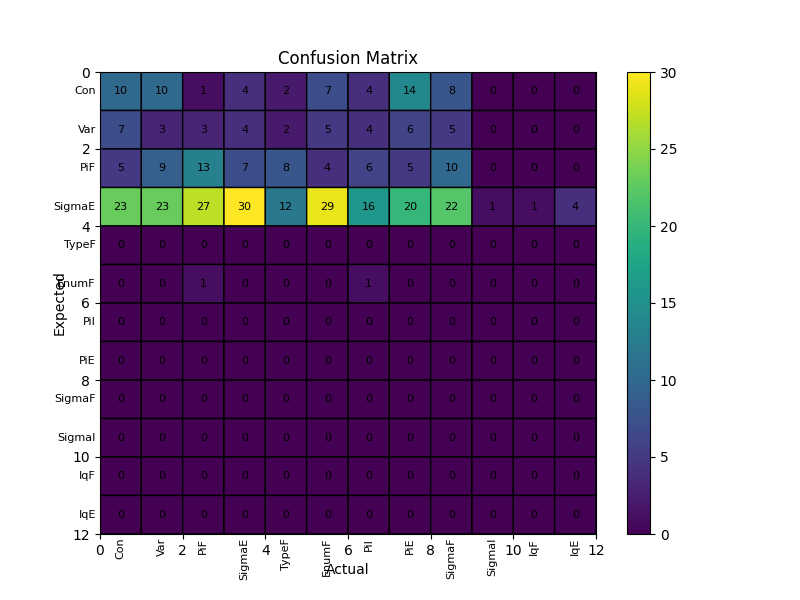 Confusion Matrix
0
Con 10 10 1 4 2 7 4 14 8 0 0 0
Var 7 3 3 4 2 5 4 6 5 0 0 0
2
PiF 5 9 13 7 8 4 6 5 10 0 0 0
SigmaE 23 23 27 30 12 29 16 20 22 1 1 4
4
TypeF 0 0 0 0 0 0 0 0 0 0 0 0
EnumF 0 0 1 0 0 0 1 0 0 0 0 0
6
PiI 0 0 0 0 0 0 0 0 0 0 0 0
PiE 0 0 0 0 0 0 0 0 0 0 0 0
8
SigmaF 0 0 0 0 0 0 0 0 0 0 0 0
SigmaI 0 0 0 0 0 0 0 0 0 0 0 0
10
IqF 0 0 0 0 0 0 0 0 0 0 0 0
IqE 0 0 0 0 0 0 0 0 0 0 0 0
12
Expected
0 2 4 6 8 10 12
Con Var PiF SigmaE TypeF EnumF PiI PiE SigmaF SigmaI IqF IqE
Actual
30
25
20
15
10
5
0